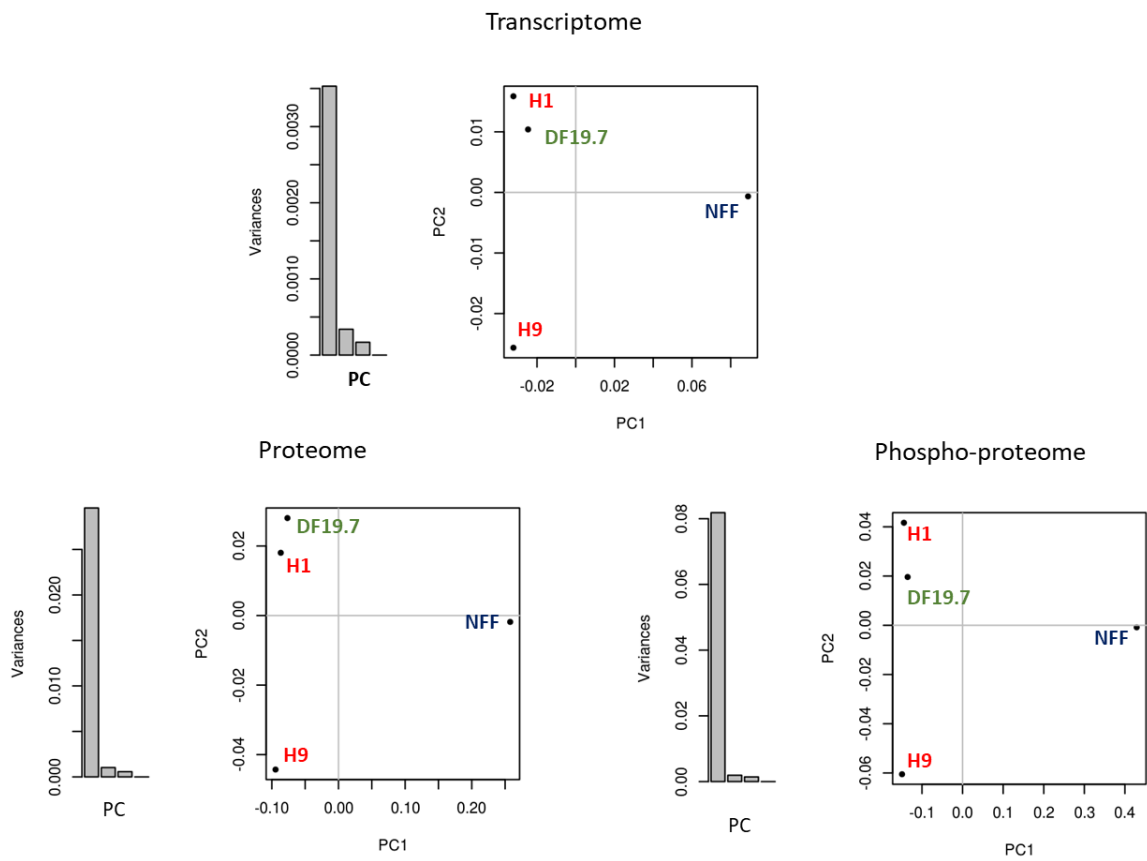 Transcriptome
Variances
0.0000
0.0010
0.0020
0.0030
PC
PC2
-0.02
-0.01
0.00
0.01
H1
DF19.7
NFF
H9
-0.02
0.02
0.06
PC1
Proteome
Variances
0.000
0.010
0.020
PC
PC2
-0.04
-0.02
0.00
0.02
DF19.7
H1
NFF
H9
-0.10
0.00
0.10
0.20
PC1
Phospho-proteome
Variances
0.00
0.02
0.04
0.06
0.08
PC
PC2
-0.06
-0.04
-0.02
0.00
0.02
0.04
H1
DF19.7
NFF
H9
-0.1
0.0
0.1
0.2
0.3
0.4
PC1